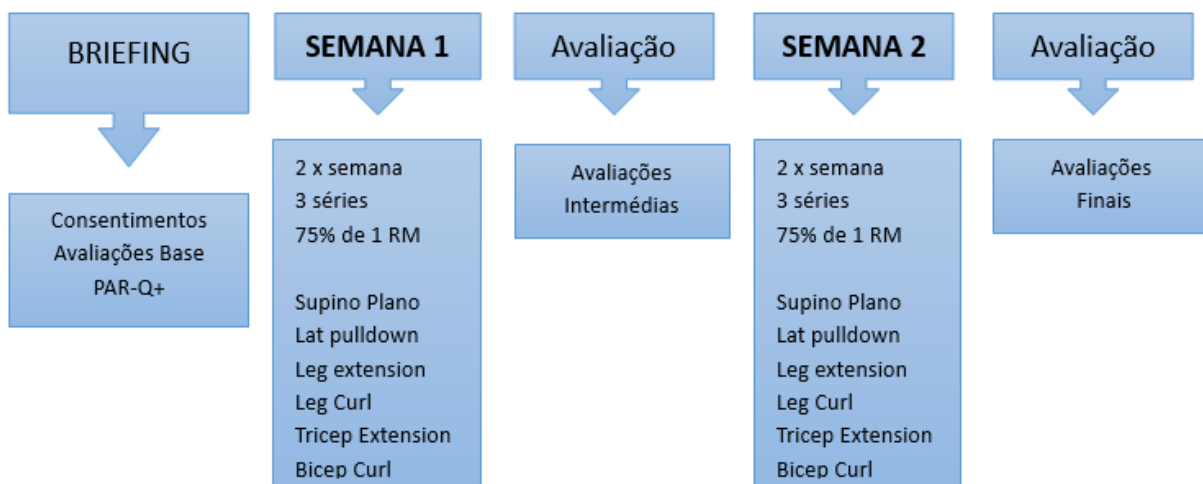 BRIEFING
Consentimentos
Avaliações Base
PAR-Q+
SEMANA 1
2 x semana
3 séries
75% de 1 RM
Supino Plano
Lat pulldown
Leg extension
Leg Curl
Tricep Extension
Bicep Curl
Avaliação
Avaliações
Intermédias
SEMANA 2
2 x semana
3 séries
75% de 1 RM
Supino Plano
Lat pulldown
Leg extension
Leg Curl
Tricep Extension
Bicep Curl
Avaliação
Avaliações
Finais